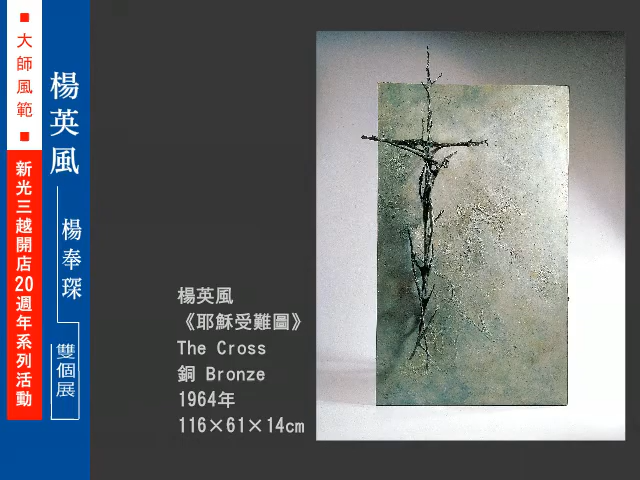 ■大師風範■
新光三越開店20週年系列活動
楊英風
楊奉琛
雙個展
楊英風
《耶穌受難圖》
The Cross
銅 Bronze
1964年
116×61×14cm